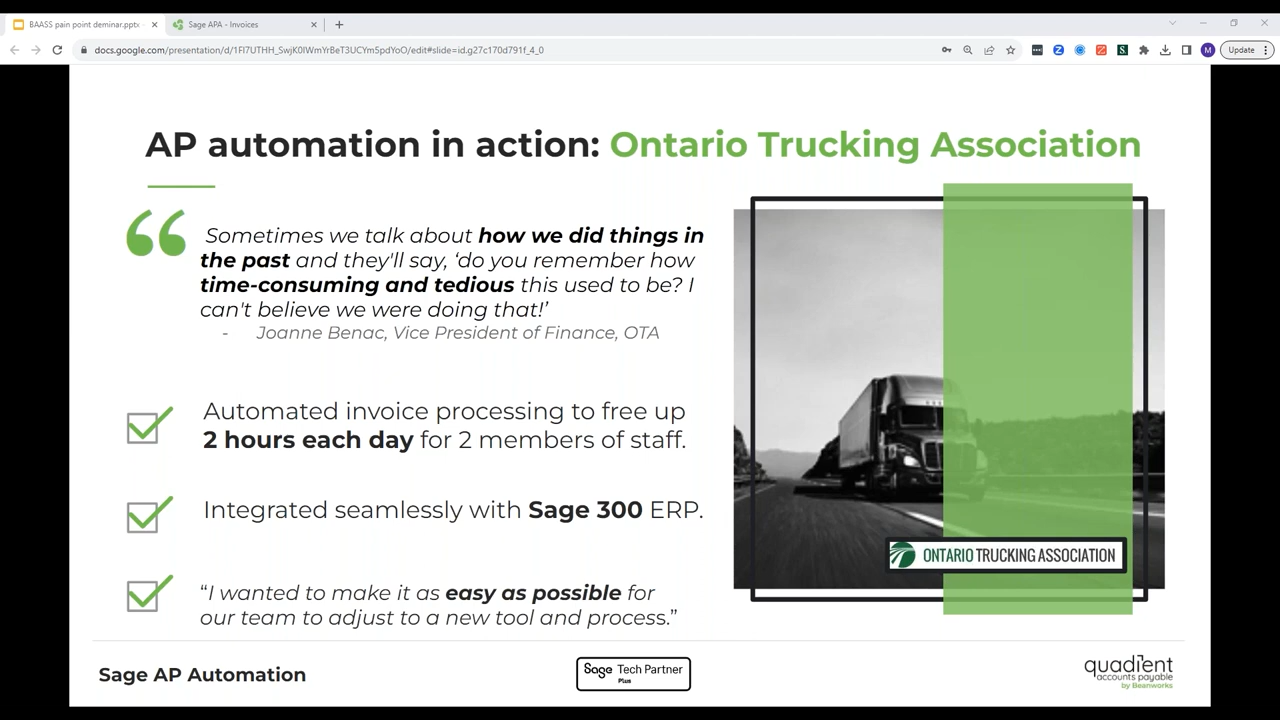 BAASS pain point deminar.pptx
Sage APA - Invoices
docs.google.com/presentation/d/
Update
M
AP automation in action: Ontario Trucking Association
“ Sometimes we talk about how we did things in
the past and they'll say, ‘do you remember how
time-consuming and tedious this used to be? I
can't believe we were doing that!’
- Joanne Benac, Vice President of Finance, OTA
Automated invoice processing to free up
2 hours each day for 2 members of staff.
Integrated seamlessly with Sage 300 ERP.
“I wanted to make it as easy as possible for
our team to adjust to a new tool and process.”
ONTARIO TRUCKING ASSOCIATION
Sage AP Automation
Sage Tech Partner
Plus
quadient
accounts payable
by Beanworks